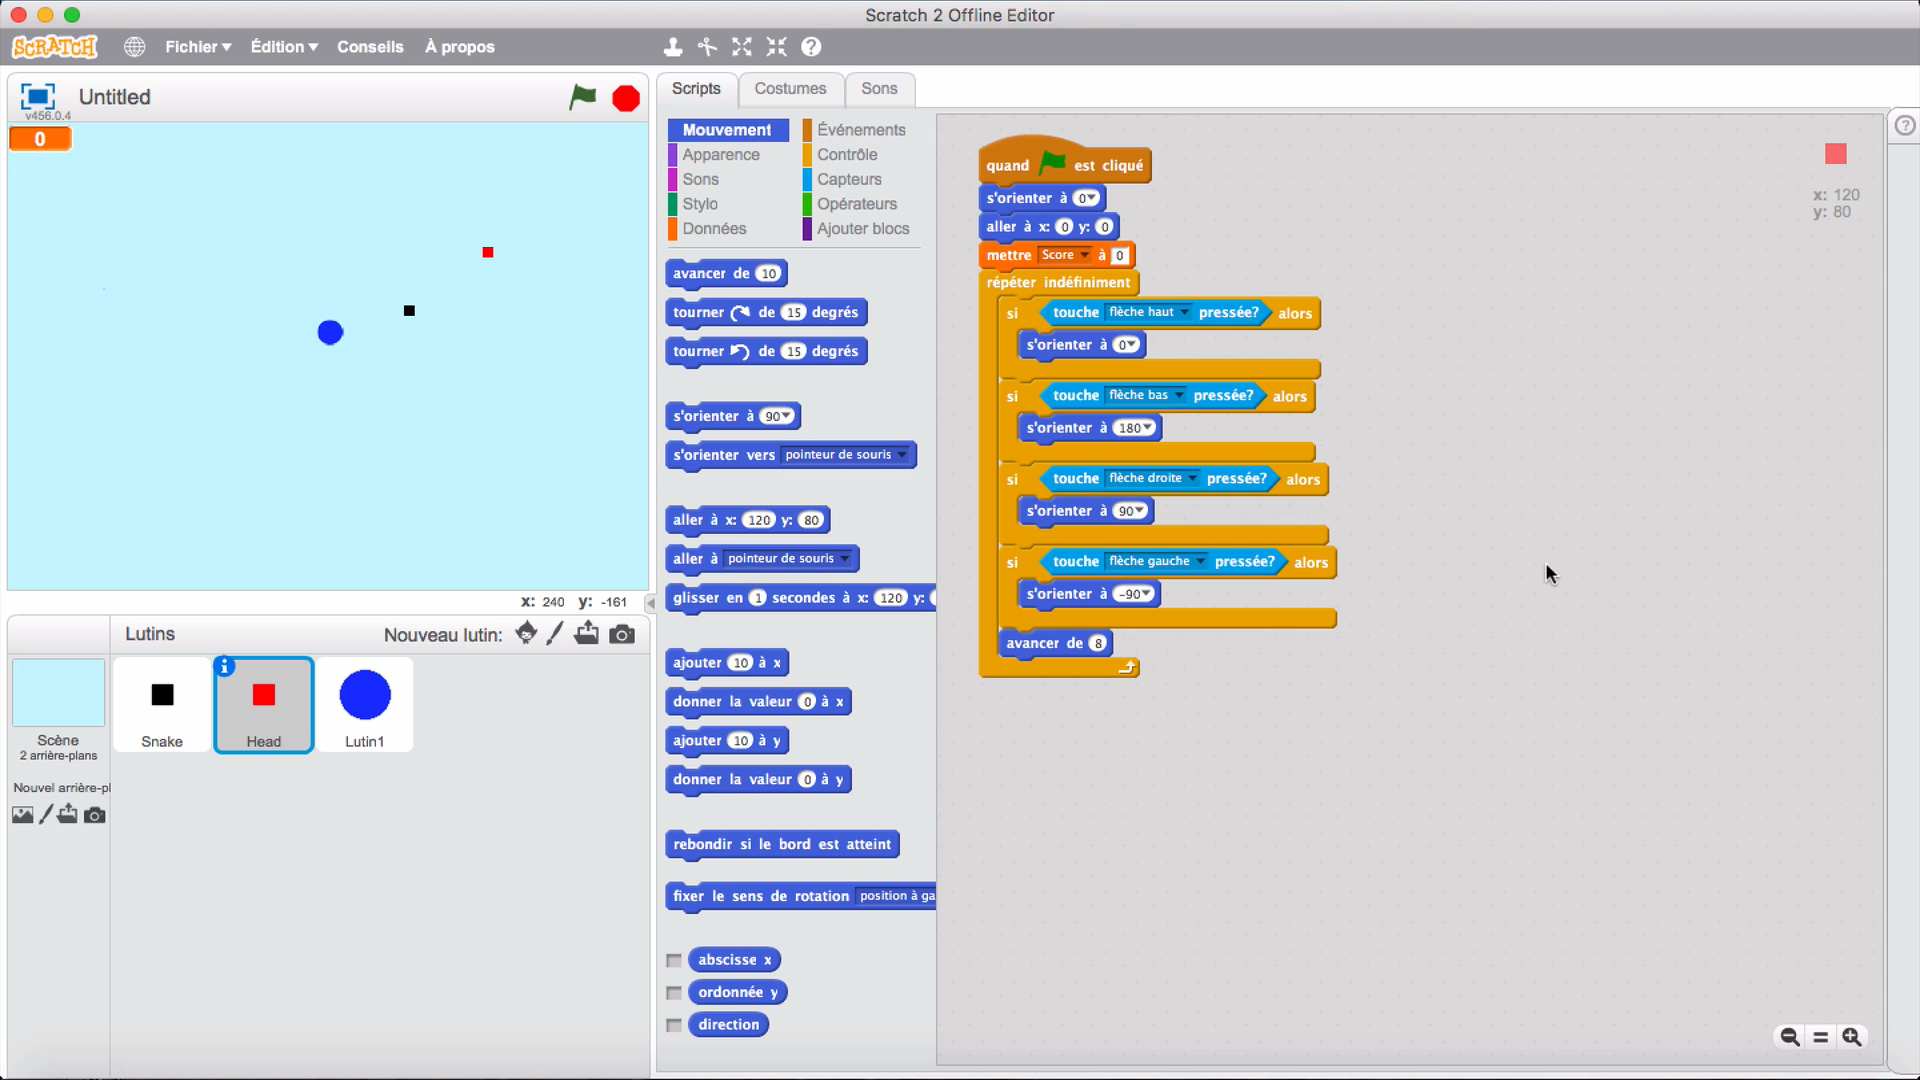 Scratch 2 Offline Editor
SCRATCH
Fichier
Édition
Conseils
À propos
Untitled
v456.0.4
0
x: 240 y: -161
Scripts
Costumes
Sons
Mouvement
Événements
Apparence
Contrôle
Sons
Capteurs
Stylo
Opérateurs
Données
Ajouter blocs
avancer de 10
tourner de 15 degrés
tourner de 15 degrés
s'orienter à 90
s'orienter vers pointeur de souris
aller à x: 120 y: 80
aller à pointeur de souris
glisser en 1 secondes à x: 120 y:
ajouter 10 à x
donner la valeur 0 à x
ajouter 10 à y
donner la valeur 0 à y
rebondir si le bord est atteint
fixer le sens de rotation position à ga
abscisse x
ordonnée y
direction
quand est cliqué
s'orienter à 0
aller à x: 0 y: 0
mettre Score à 0
répéter indéfiniment
si touche flèche haut pressée? alors
s'orienter à 0
si touche flèche bas pressée? alors
s'orienter à 180
si touche flèche droite pressée? alors
s'orienter à 90
si touche flèche gauche pressée? alors
s'orienter à -90
avancer de 8
x: 120
y: 80
Lutins
Nouveau lutin:
Scène
2 arrière-plans
Nouvel arrière-pl
Snake
Head
Lutin1